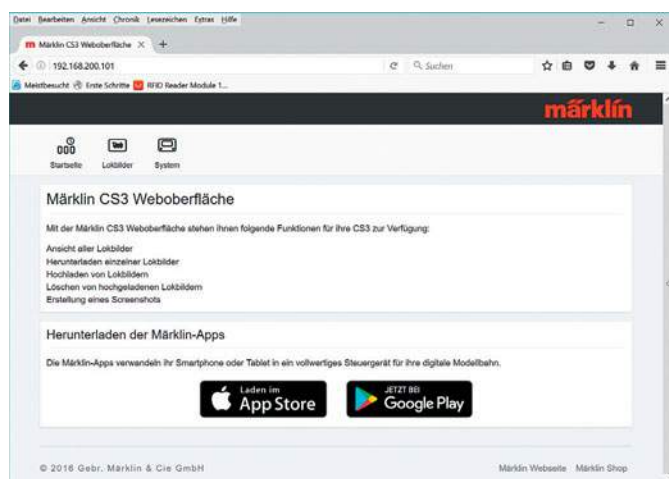 Datei Bearbeiten Ansicht Chronik Lesezeichen Extras Hilfe
Märklin CS3 Weboberfläche
192.168.200.101
Suchen
Meistbesucht Erste Schritte RFID Reader Module 1...
märklin
Startseite Lokbilder System
Märklin CS3 Weboberfläche
Mit der Märklin CS3 Weboberfläche stehen ihnen folgende Funktionen für ihre CS3 zur Verfügung:
Ansicht aller Lokbilder
Herunterladen einzelner Lokbilder
Hochladen von Lokbildern
Löschen von hochgeladenen Lokbildern
Erstellung eines Screenshots
Herunterladen der Märklin-Apps
Die Märklin-Apps verwandeln ihr Smartphone oder Tablet in ein vollwertiges Steuergerät für ihre digitale Modellbahn.
Laden im
App Store
JETZT BEI
Google Play
© 2016 Gebr. Märklin & Cie GmbH
Märklin Webseite Märklin Shop